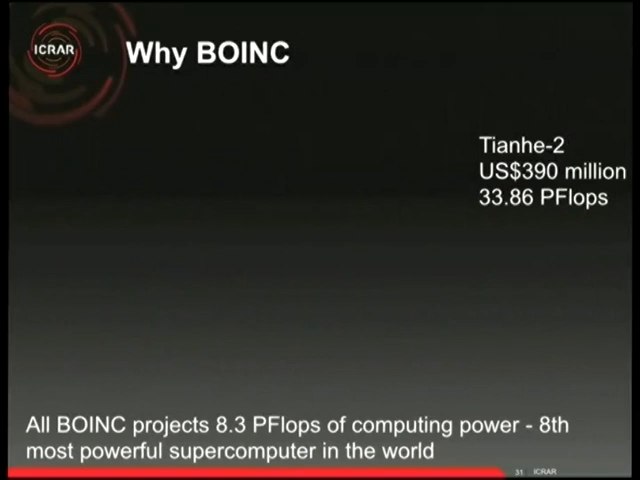 ICRAR
Why BOINC
Tianhe-2
US$390 million
33.86 PFlops
All BOINC projects 8.3 PFlops of computing power - 8th
most powerful supercomputer in the world
31 ICRAR